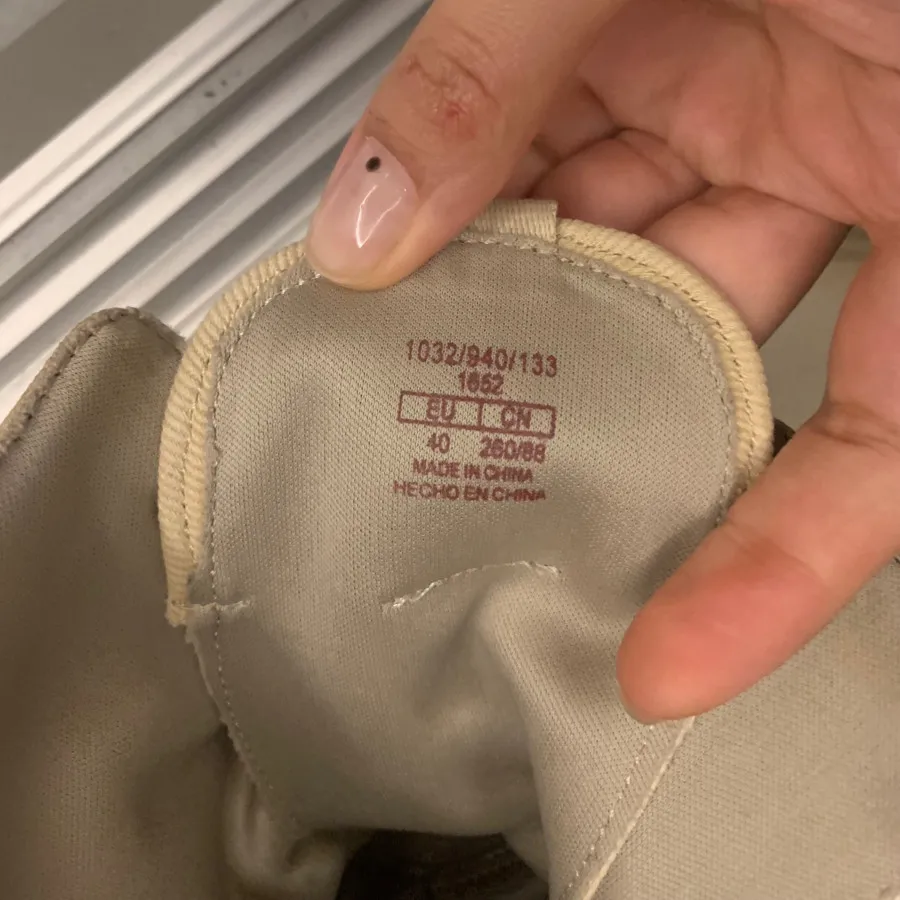 1032/940/133
1652
EU CN
40 260/88
MADE IN CHINA
HECHO EN CHINA